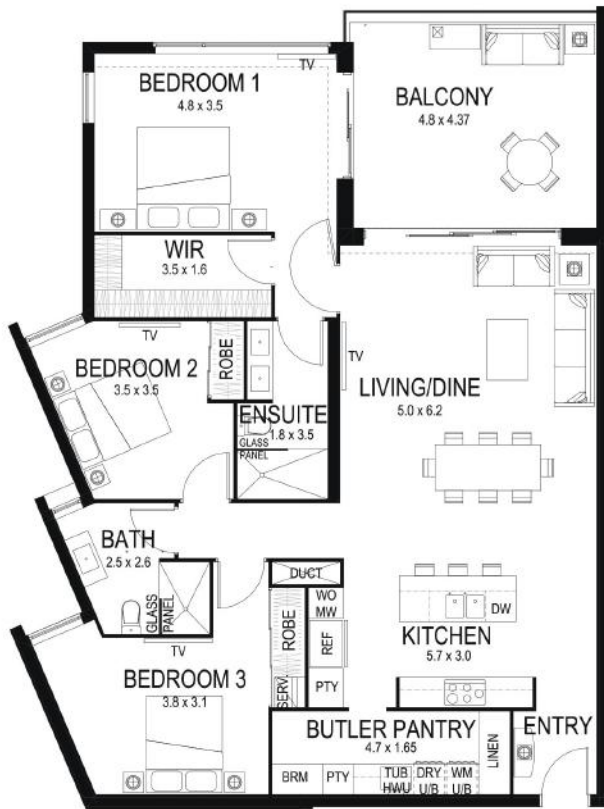 BEDROOM 1
4.8 x 3.5
TV
BALCONY
4.8 x 4.37
WIR
3.5 x 1.6
TV
BEDROOM 2
3.5 x 3.5
ROBE
TV
LIVING/DINE
5.0 x 6.2
ENSUITE
1.8 x 3.5
GLASS
PANEL
BATH
2.5 x 2.6
GLASS
PANEL
TV
DUCT
WO
MW
REF
PTY
ROBE
SERV.
DW
KITCHEN
5.7 x 3.0
BEDROOM 3
3.8 x 3.1
BUTLER PANTRY
4.7 x 1.65
LINEN
ENTRY
BRM
PTY
TUB
HWU
DRY
U/B
WM
U/B